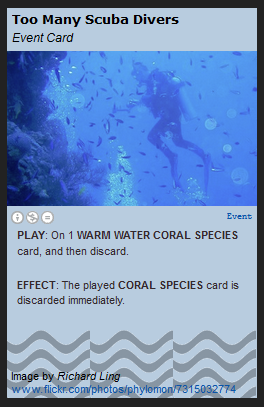 Too Many Scuba Divers
Event Card
Event
PLAY: On 1 WARM WATER CORAL SPECIES
card, and then discard.
EFFECT: The played CORAL SPECIES card is
discarded immediately.
Image by Richard Ling
www.flickr.com/photos/phylomon/7315032774